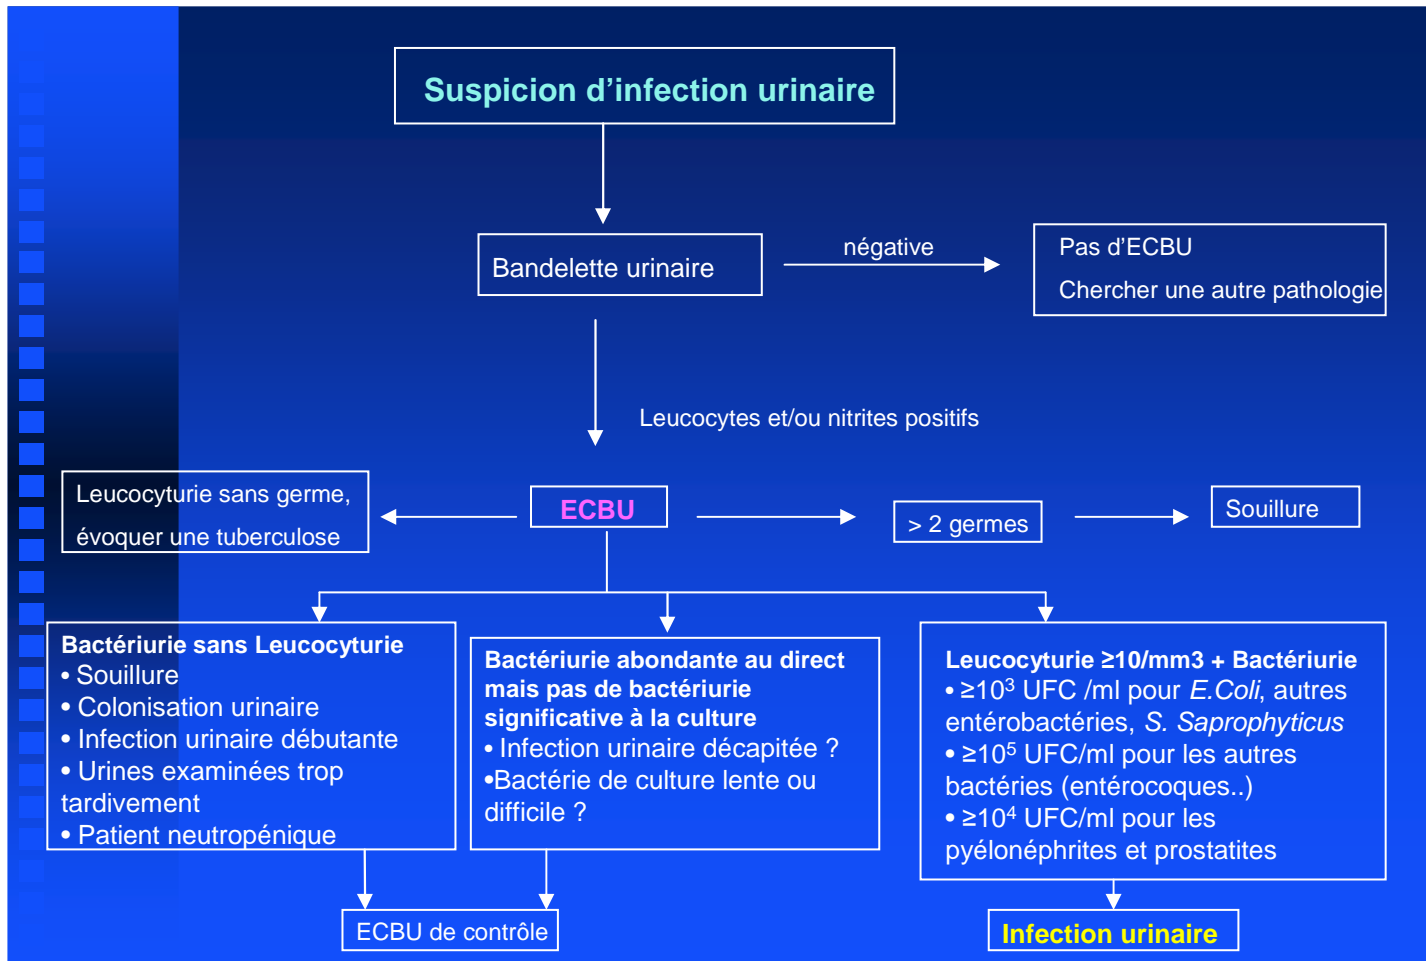 Suspicion d’infection urinaire
Bandelette urinaire
négative
Pas d’ECBU
Chercher une autre pathologie
Leucocytes et/ou nitrites positifs
Leucocyturie sans germe,
évoquer une tuberculose
ECBU
> 2 germes
Souillure
Bactériurie sans Leucocyturie
• Souillure
• Colonisation urinaire
• Infection urinaire débutante
• Urines examinées trop
tardivement
• Patient neutropénique
Bactériurie abondante au direct
mais pas de bactériurie
significative à la culture
• Infection urinaire décapitée ?
•Bactérie de culture lente ou
difficile ?
Leucocyturie ≥10/mm3 + Bactériurie
• ≥10³ UFC /ml pour E.Coli, autres
entérobactéries, S. Saprophyticus
• ≥10⁵ UFC/ml pour les autres
bactéries (entérocoques..)
• ≥10⁴ UFC/ml pour les
pyélonéphrites et prostatites
ECBU de contrôle
Infection urinaire